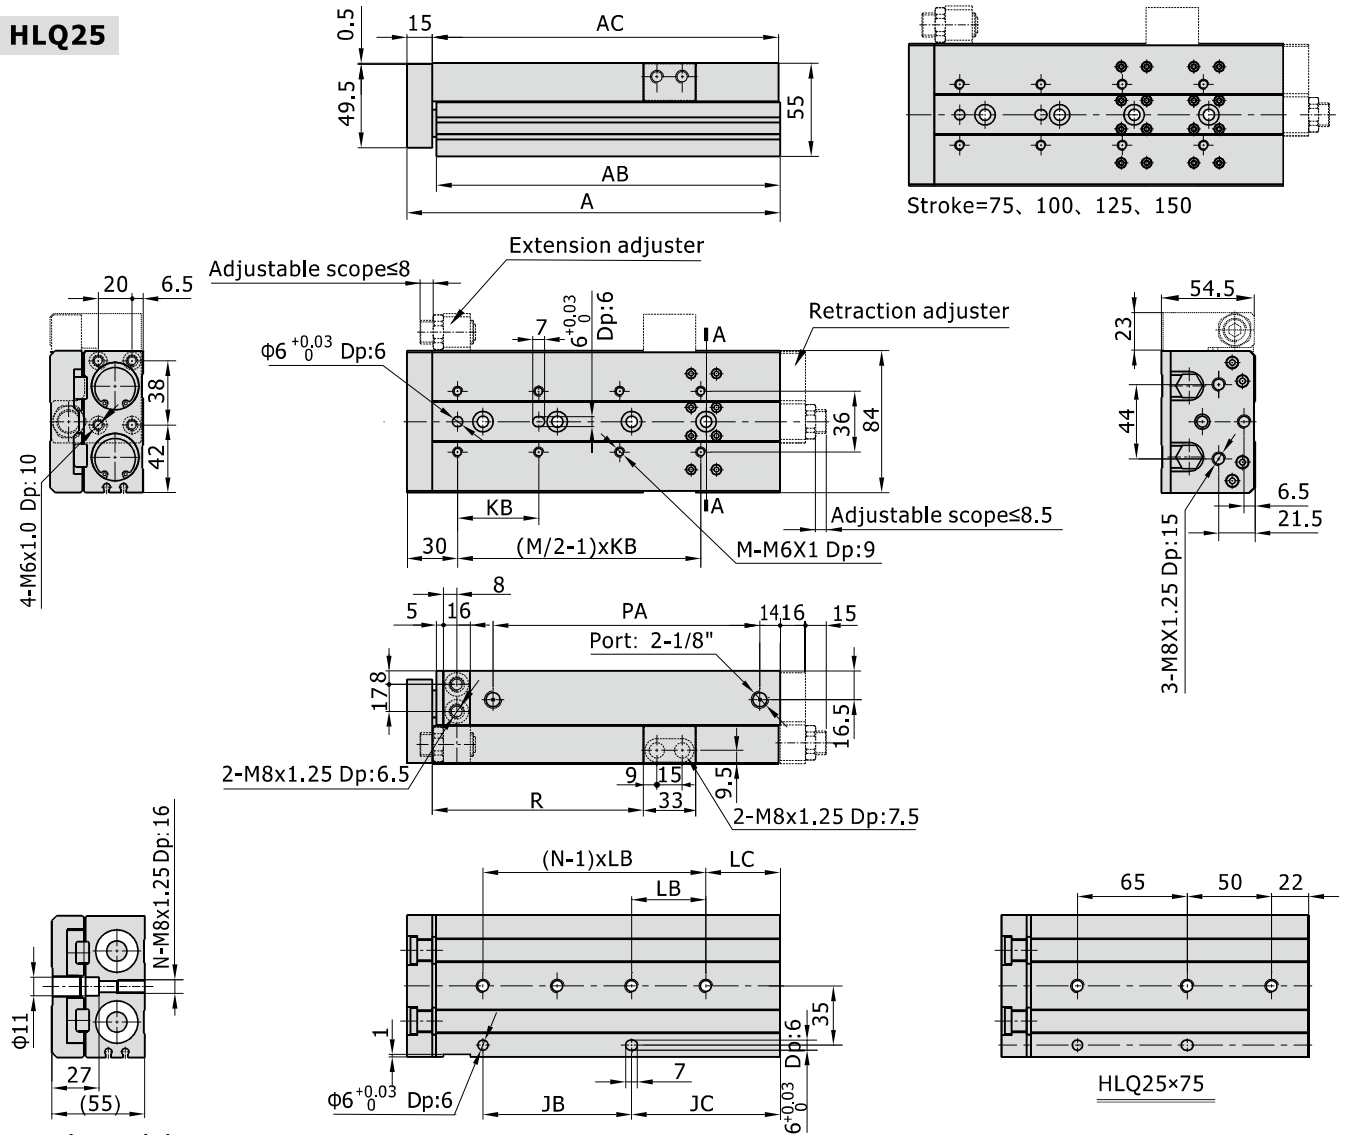 HLQ25
0.5
15
AC
49.5
55
AB
A
Stroke=75、100、125、150
Extension adjuster
Adjustable scope≤8
20
6.5
7
6 +0.03 0
Dp:6
A
Retraction adjuster
54.5
23
Φ6 +0.03 0 Dp:6
38
42
36
84
44
4-M6x1.0 Dp:10
KB
A
Adjustable scope≤8.5
6.5
21.5
30
(M/2-1)xKB
M-M6X1 Dp:9
3-M8X1.25 Dp:15
8
5
16
PA
14
16
15
Port: 2-1/8"
8
17
16.5
2-M8x1.25 Dp:6.5
9
15
9.5
R
33
2-M8x1.25 Dp:7.5
N-M8x1.25 Dp:16
(N-1)xLB
LC
LB
65
50
22
Φ11
27
(55)
1
35
Φ6 +0.03 0 Dp:6
7
6 +0.03 0
Dp:6
JB
JC
HLQ25×75